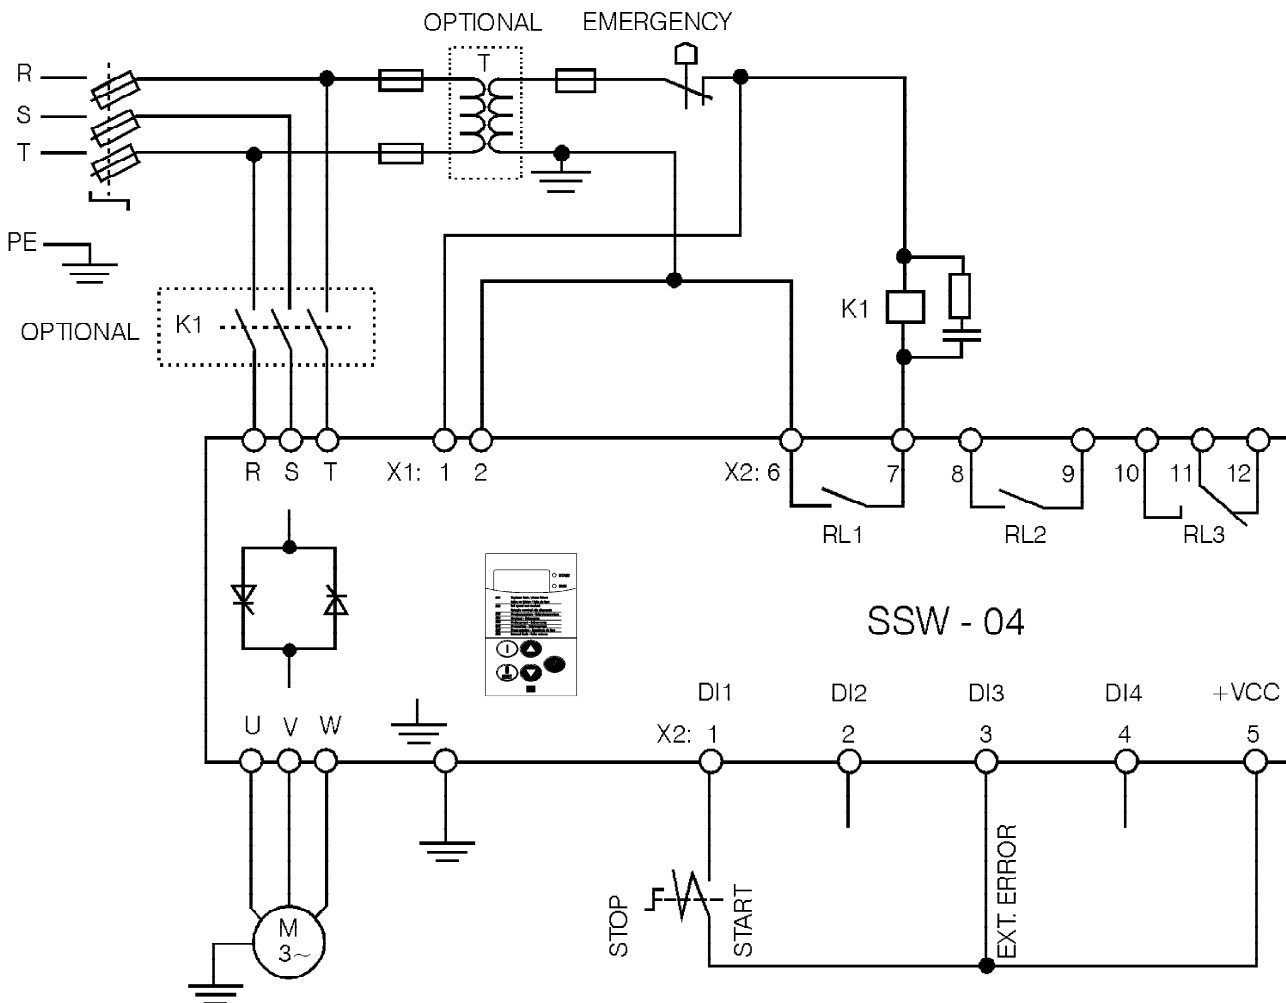 OPTIONAL EMERGENCY
T
R
S
T
PE
OPTIONAL
K1
K1
R S T X1: 1 2 X2: 6 7 8 9 10 11 12
RL1 RL2 RL3
SSW - 04
DI1 DI2 DI3 DI4 +VCC
U V W
X2: 1 2 3 4 5
STOP
START
EXT. ERROR
M
3~